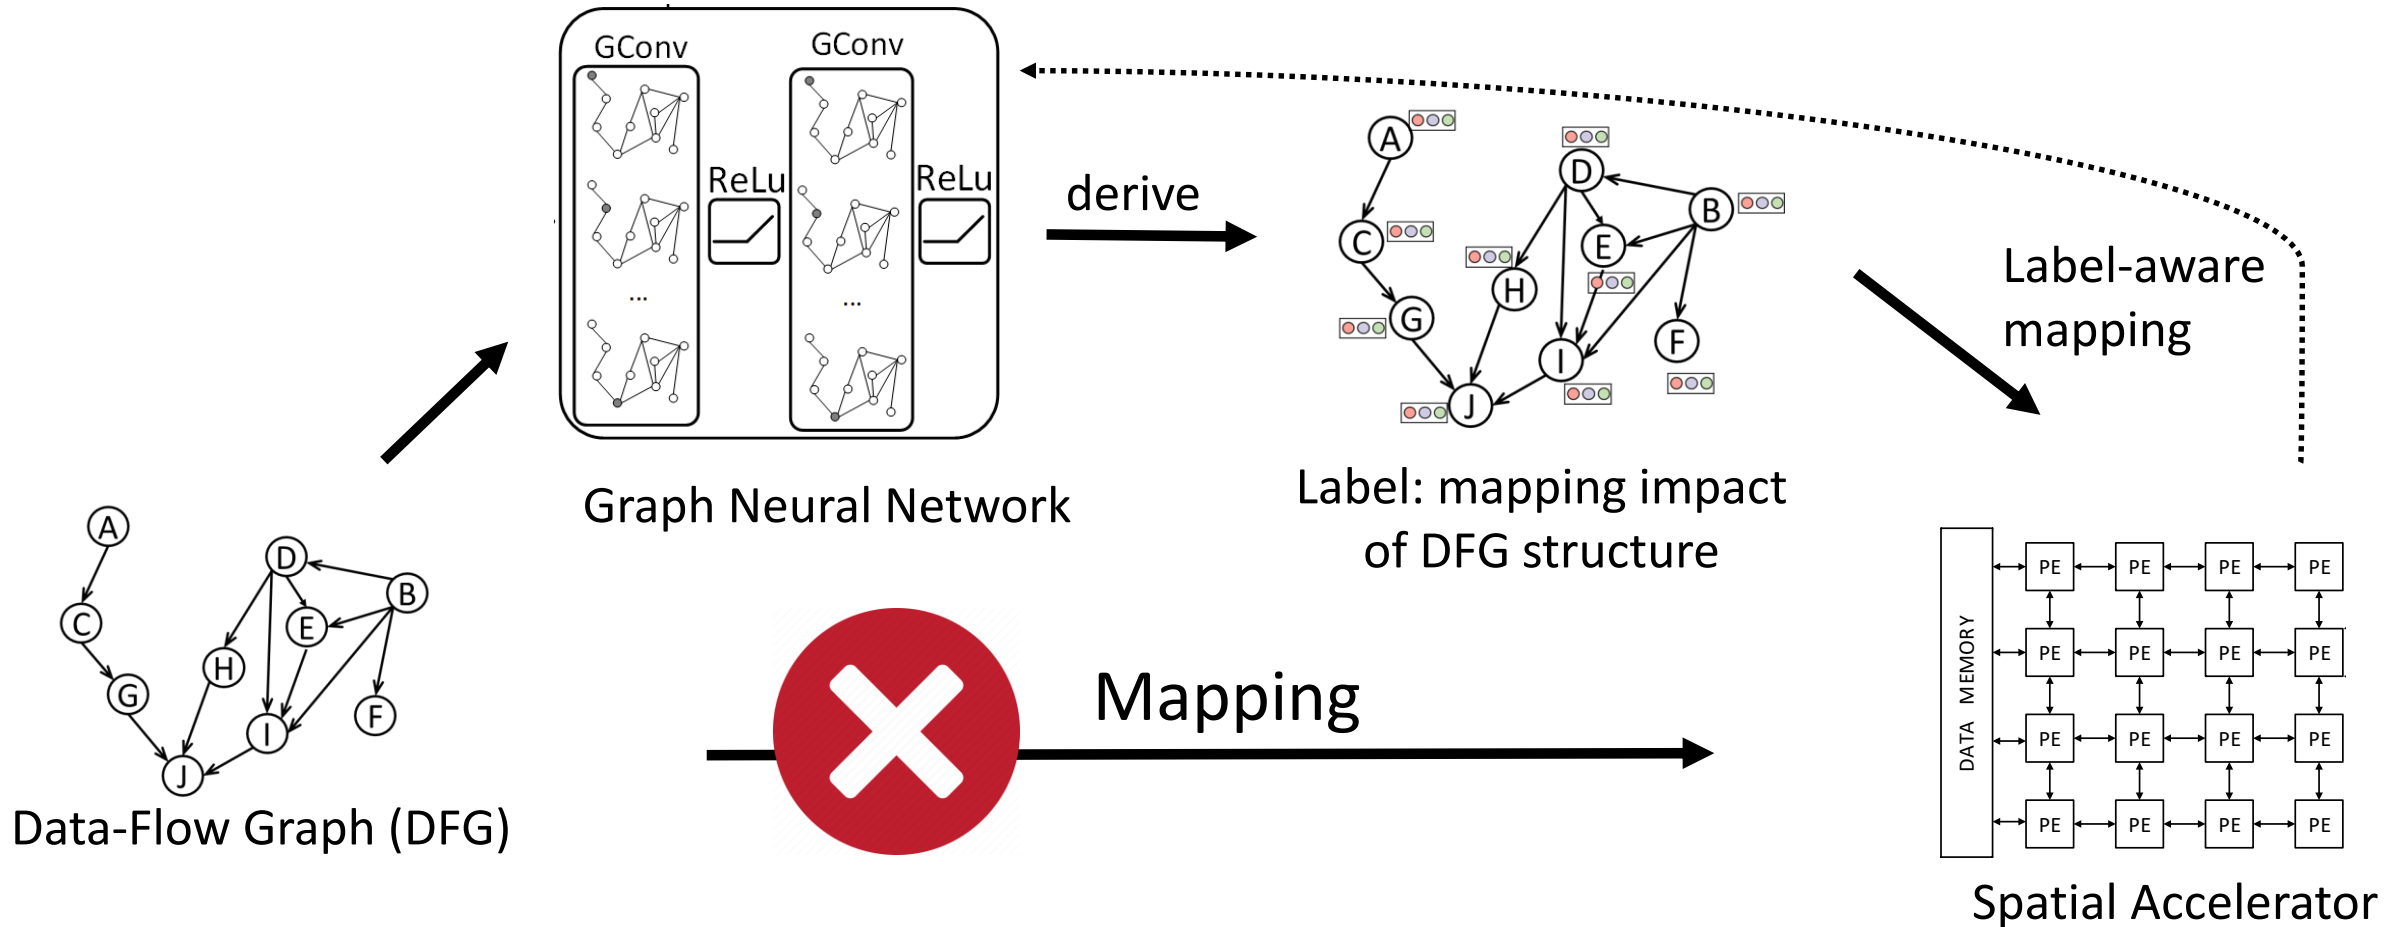 GConv
GConv
ReLu
ReLu
...
...
Graph Neural Network
derive
A
C
G
J
H
D
E
B
I
F
Label: mapping impact
of DFG structure
Label-aware
mapping
A
C
G
J
H
D
E
B
I
F
Data-Flow Graph (DFG)
Mapping
DATA MEMORY
PE PE PE PE
PE PE PE PE
PE PE PE PE
PE PE PE PE
Spatial Accelerator